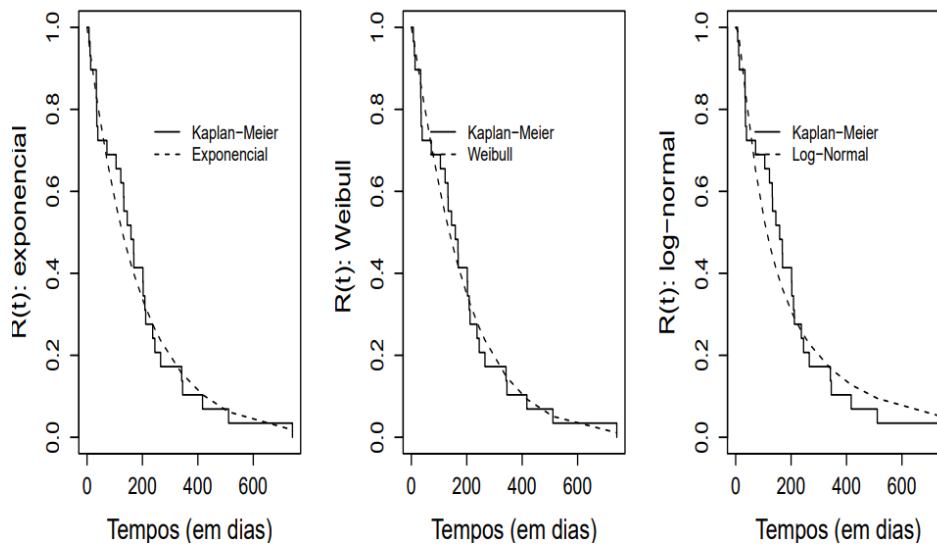 R(t): exponencial
0.0 0.2 0.4 0.6 0.8 1.0
Kaplan−Meier
Exponencial
0 200 400 600
Tempos (em dias)
R(t): Weibull
0.0 0.2 0.4 0.6 0.8 1.0
Kaplan−Meier
Weibull
0 200 400 600
Tempos (em dias)
R(t): log−normal
0.0 0.2 0.4 0.6 0.8 1.0
Kaplan−Meier
Log−Normal
0 200 400 600
Tempos (em dias)